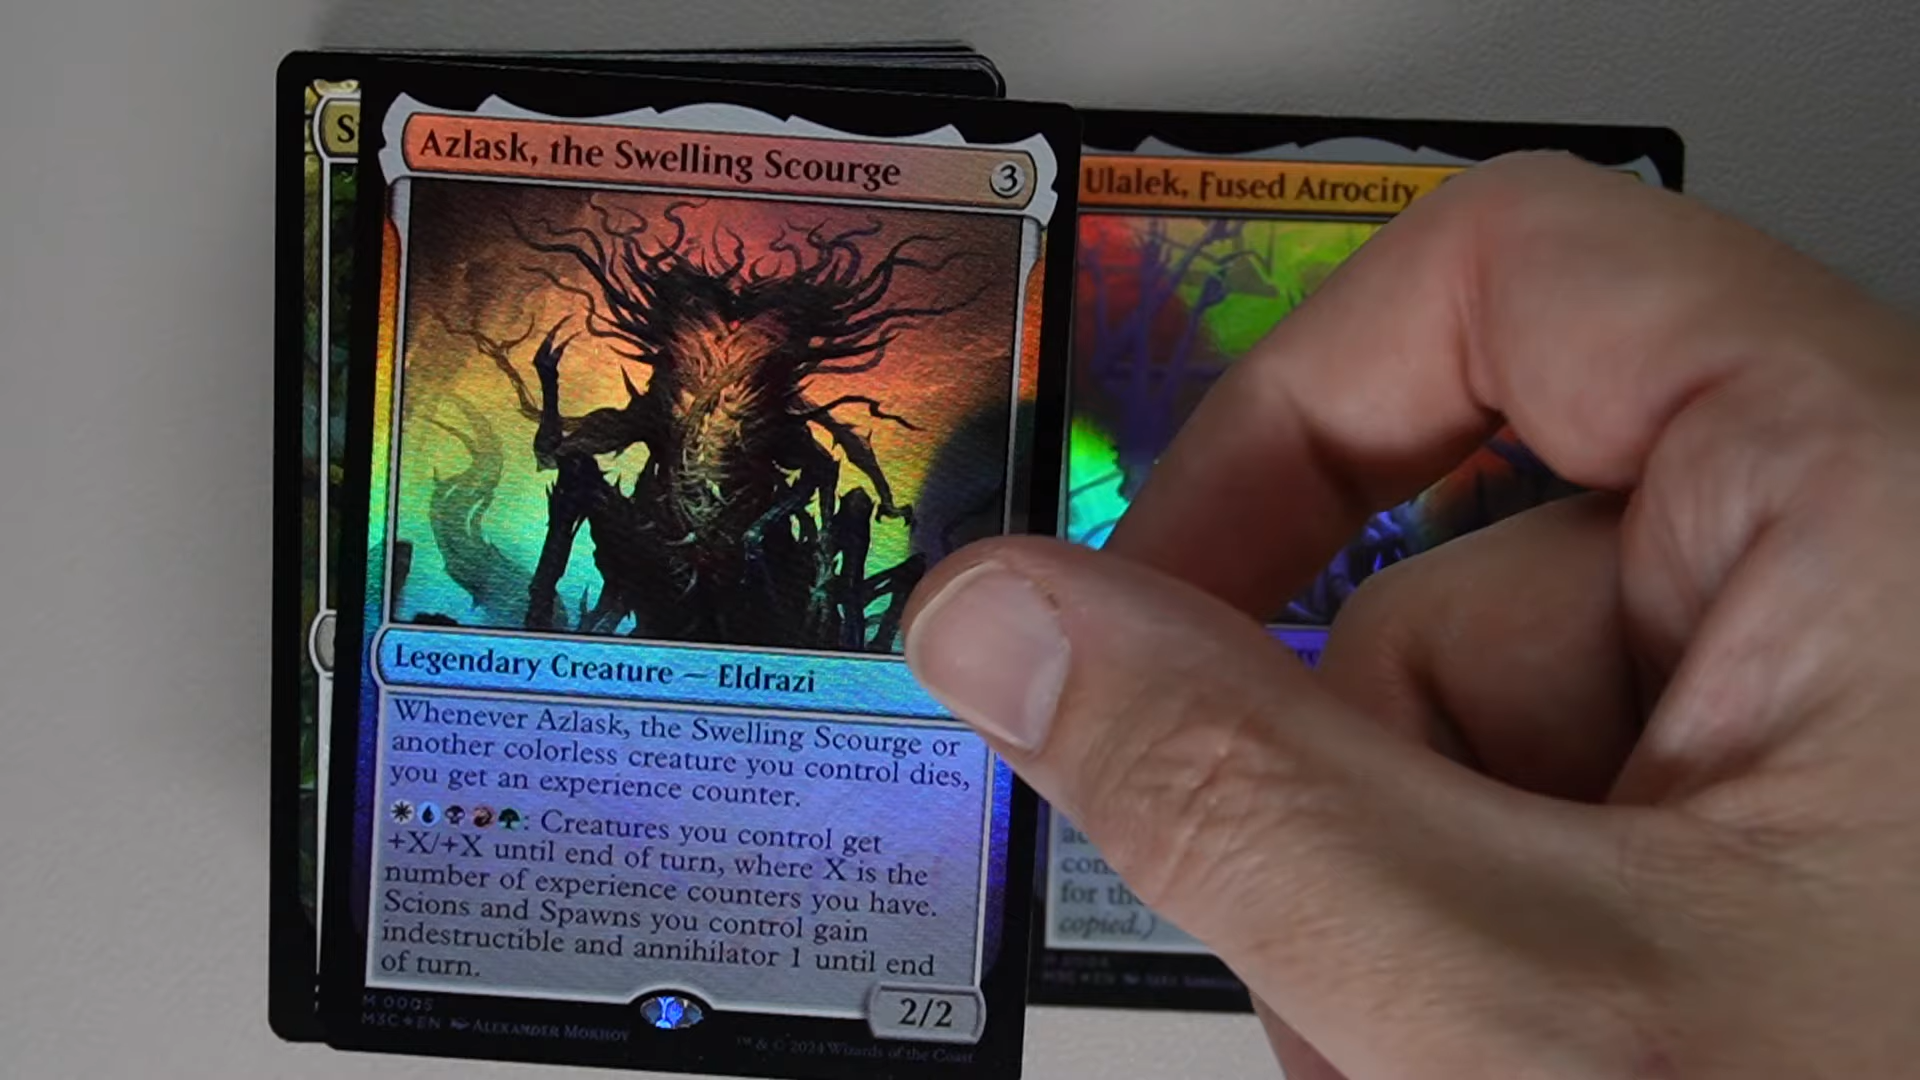 S
Azlask, the Swelling Scourge
3
Legendary Creature — Eldrazi
Whenever Azlask, the Swelling Scourge or
another colorless creature you control dies,
you get an experience counter.
: Creatures you control get
+X/+X until end of turn, where X is the
number of experience counters you have.
Scions and Spawns you control gain
indestructible and annihilator 1 until end
of turn.
2/2
M 0005
M3C★EN ALEXANDER MOKHOV
™ & © 2024 Wizards of the Coast
Ulalek, Fused Atrocity
for the
copied.)